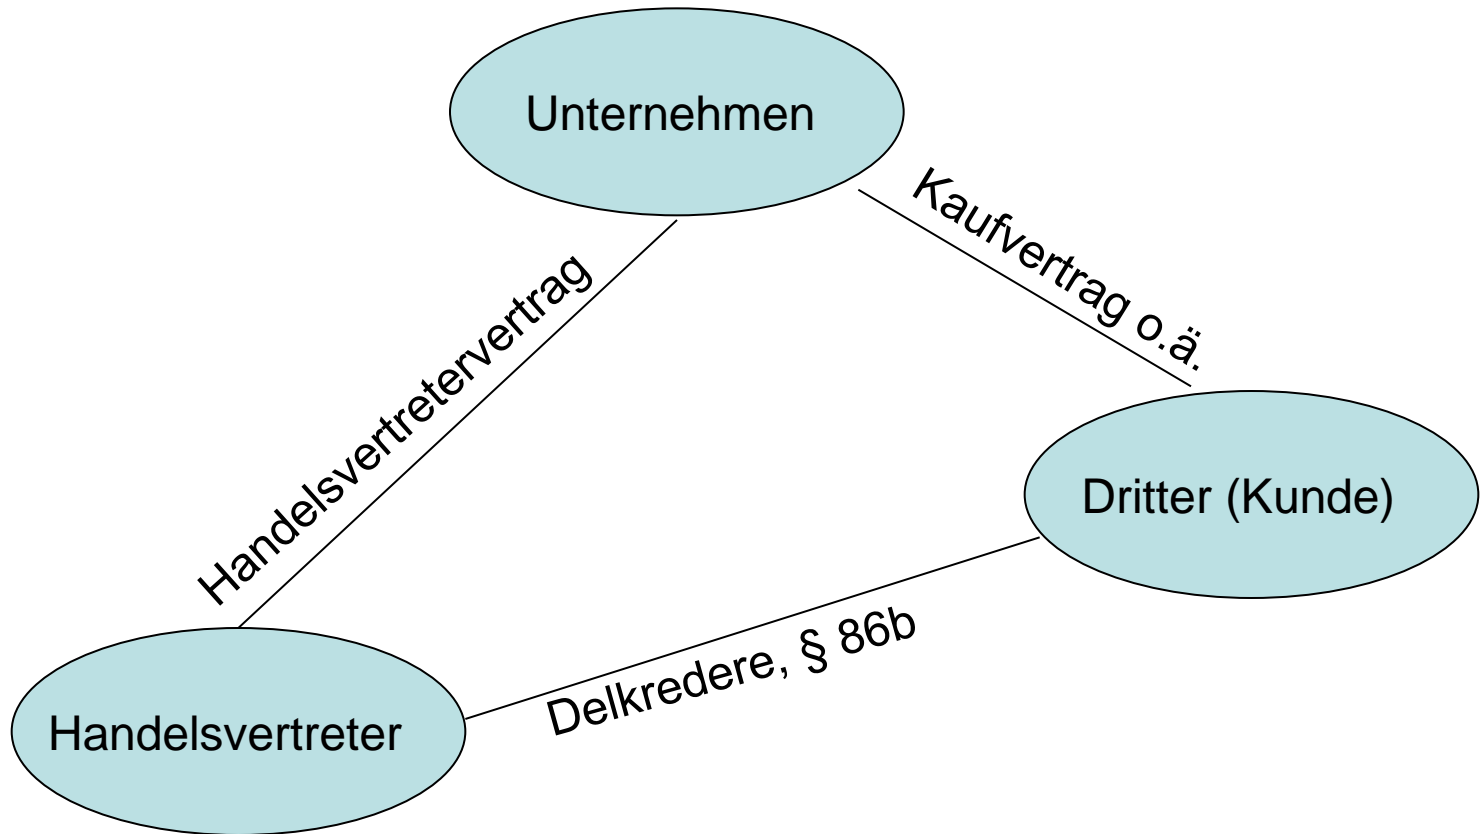 Unternehmen
Kaufvertrag o.ä.
Handelsvertretervertrag
Dritter (Kunde)
Delkredere, § 86b
Handelsvertreter